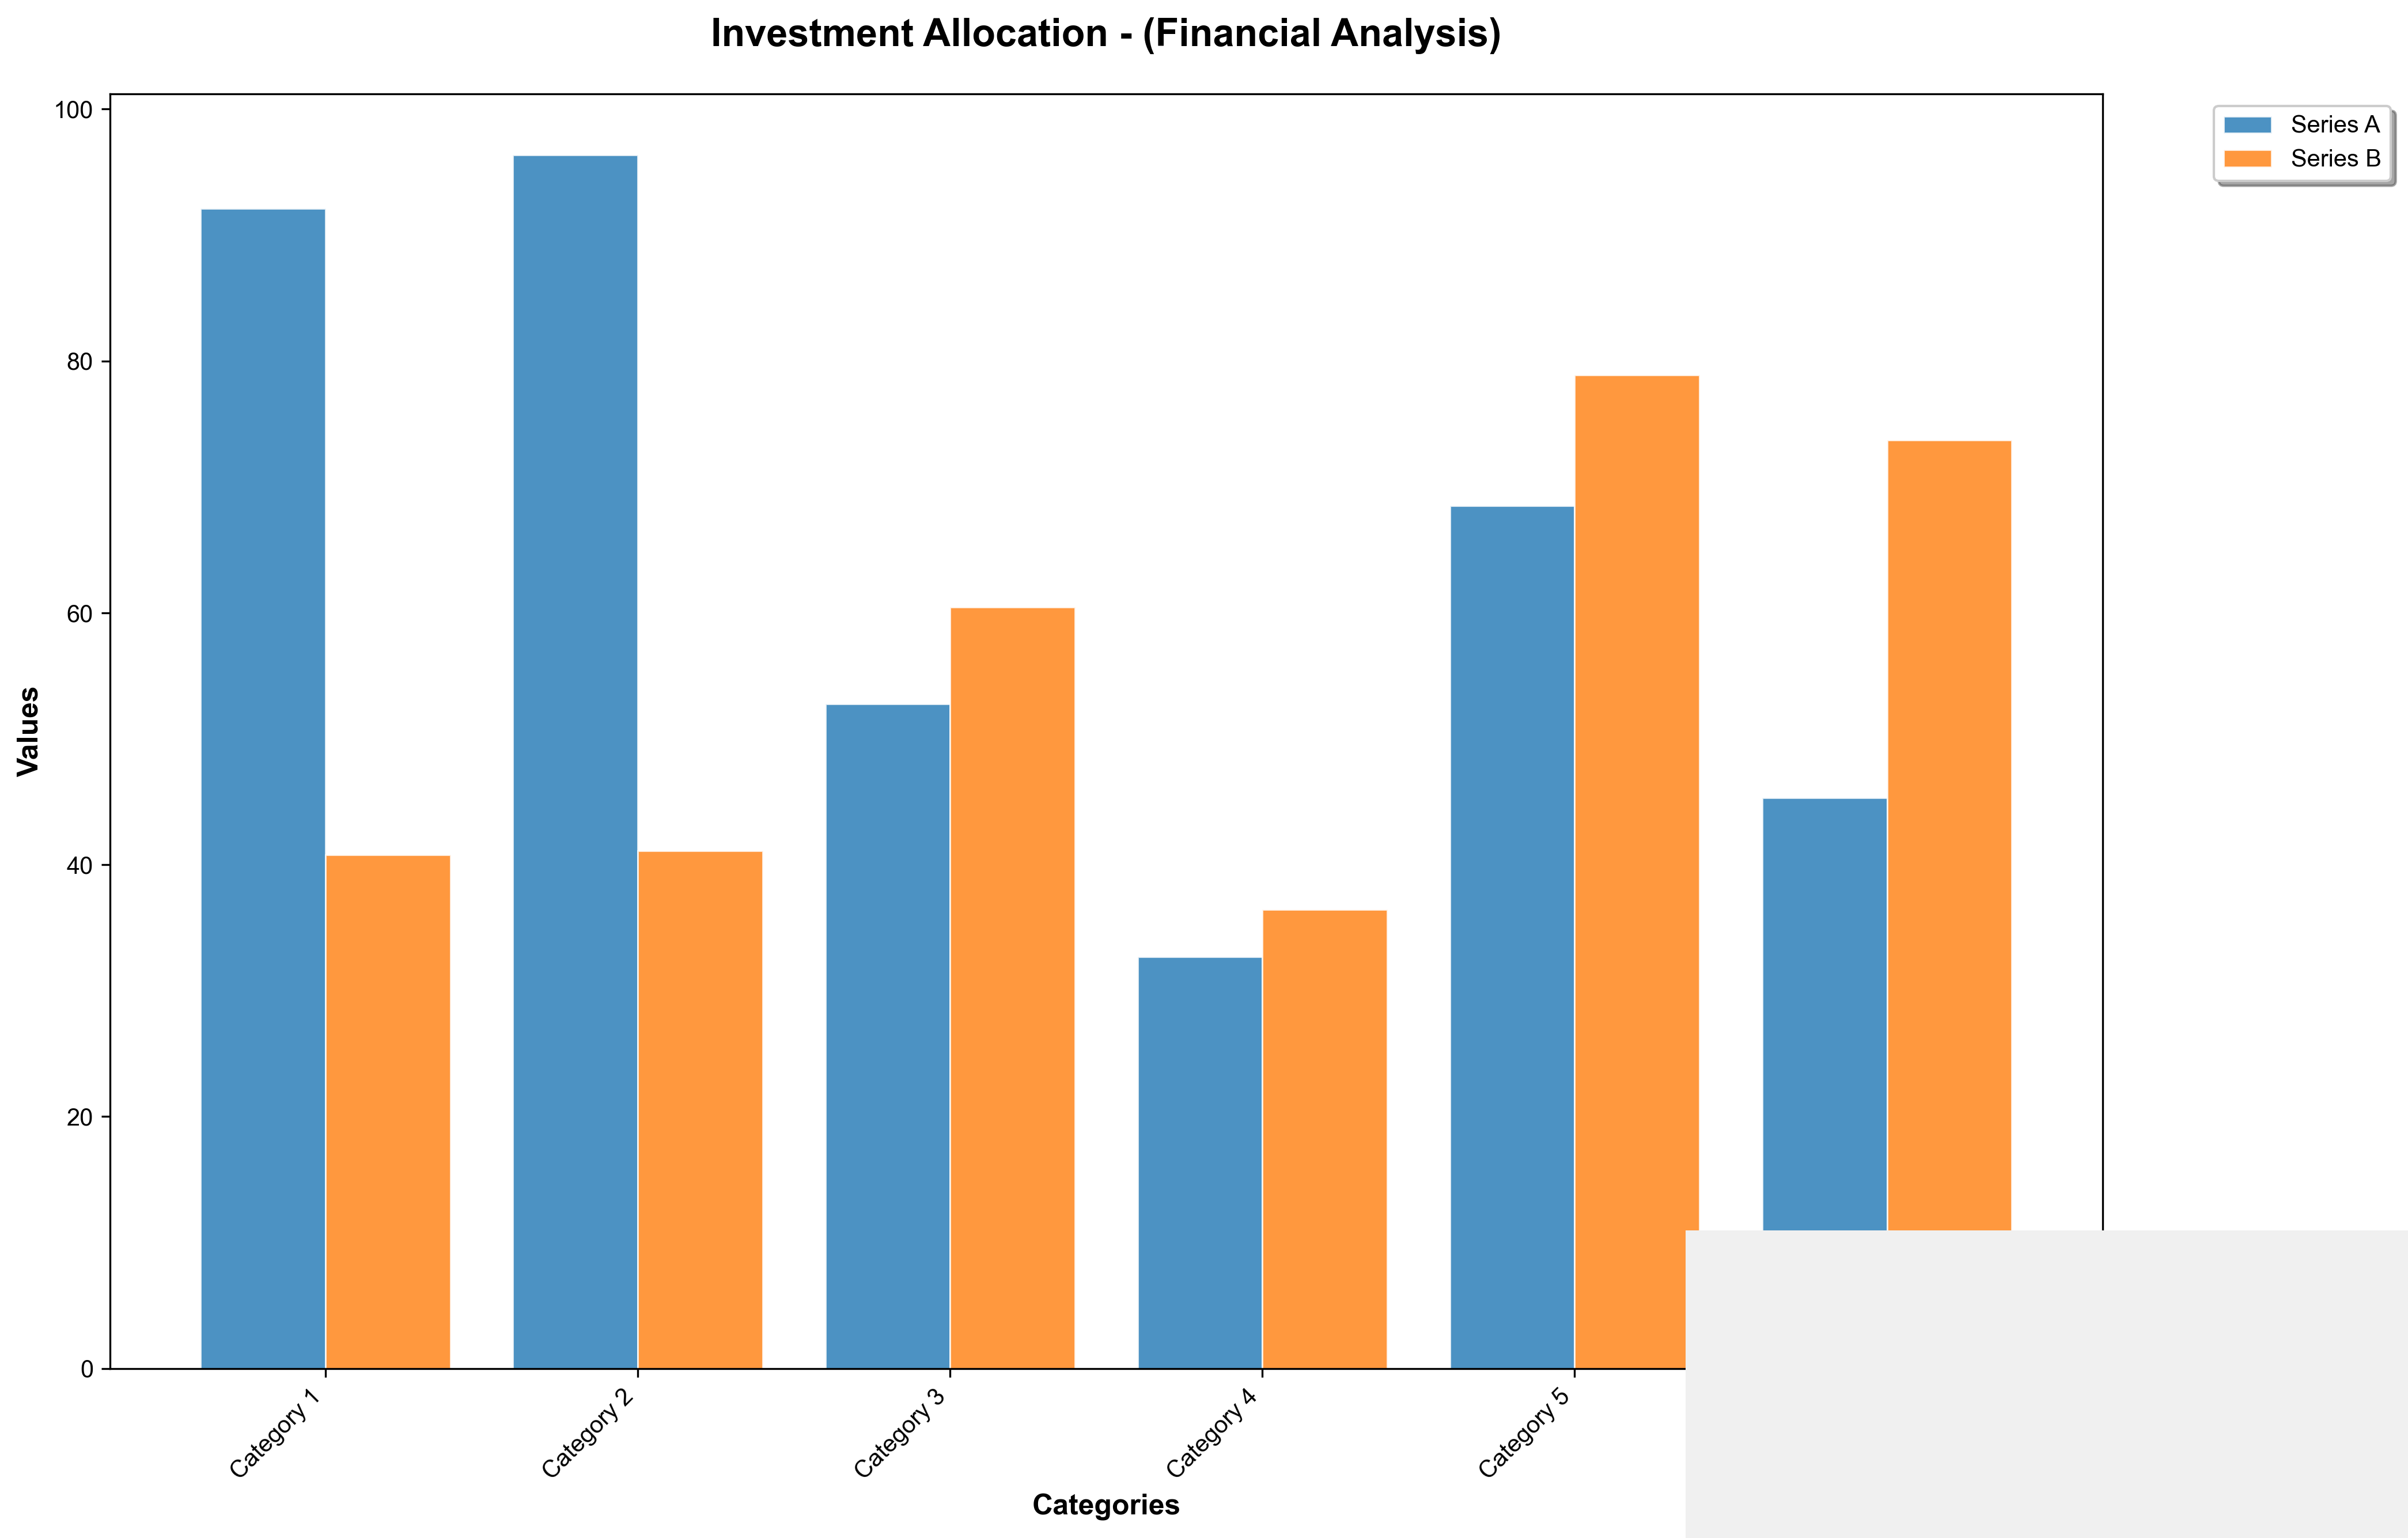 Investment Allocation - (Financial Analysis)
Series A
Series B
Values
100
80
60
40
20
0
Category 1
Category 2
Category 3
Category 4
Category 5
Categories